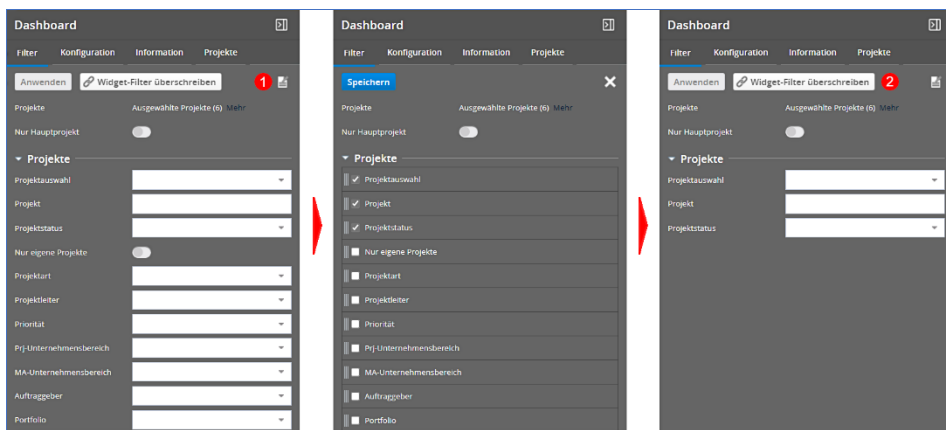 Dashboard
Filter Konfiguration Information Projekte
Anwenden Widget-Filter überschreiben 1
Projekte Ausgewählte Projekte (6) Mehr
Nur Hauptprojekt
Projekte
Projektauswahl
Projekt
Projektstatus
Nur eigene Projekte
Projektart
Projektleiter
Priorität
Prj-Unternehmensbereich
MA-Unternehmensbereich
Auftraggeber
Portfolio
Dashboard
Filter Konfiguration Information Projekte
Speichern
Projekte Ausgewählte Projekte (6) Mehr
Nur Hauptprojekt
Projekte
Projektauswahl
Projekt
Projektstatus
Nur eigene Projekte
Projektart
Projektleiter
Priorität
Prj-Unternehmensbereich
MA-Unternehmensbereich
Auftraggeber
Portfolio
Dashboard
Filter Konfiguration Information Projekte
Anwenden Widget-Filter überschreiben 2
Projekte Ausgewählte Projekte (6) Mehr
Nur Hauptprojekt
Projekte
Projektauswahl
Projekt
Projektstatus